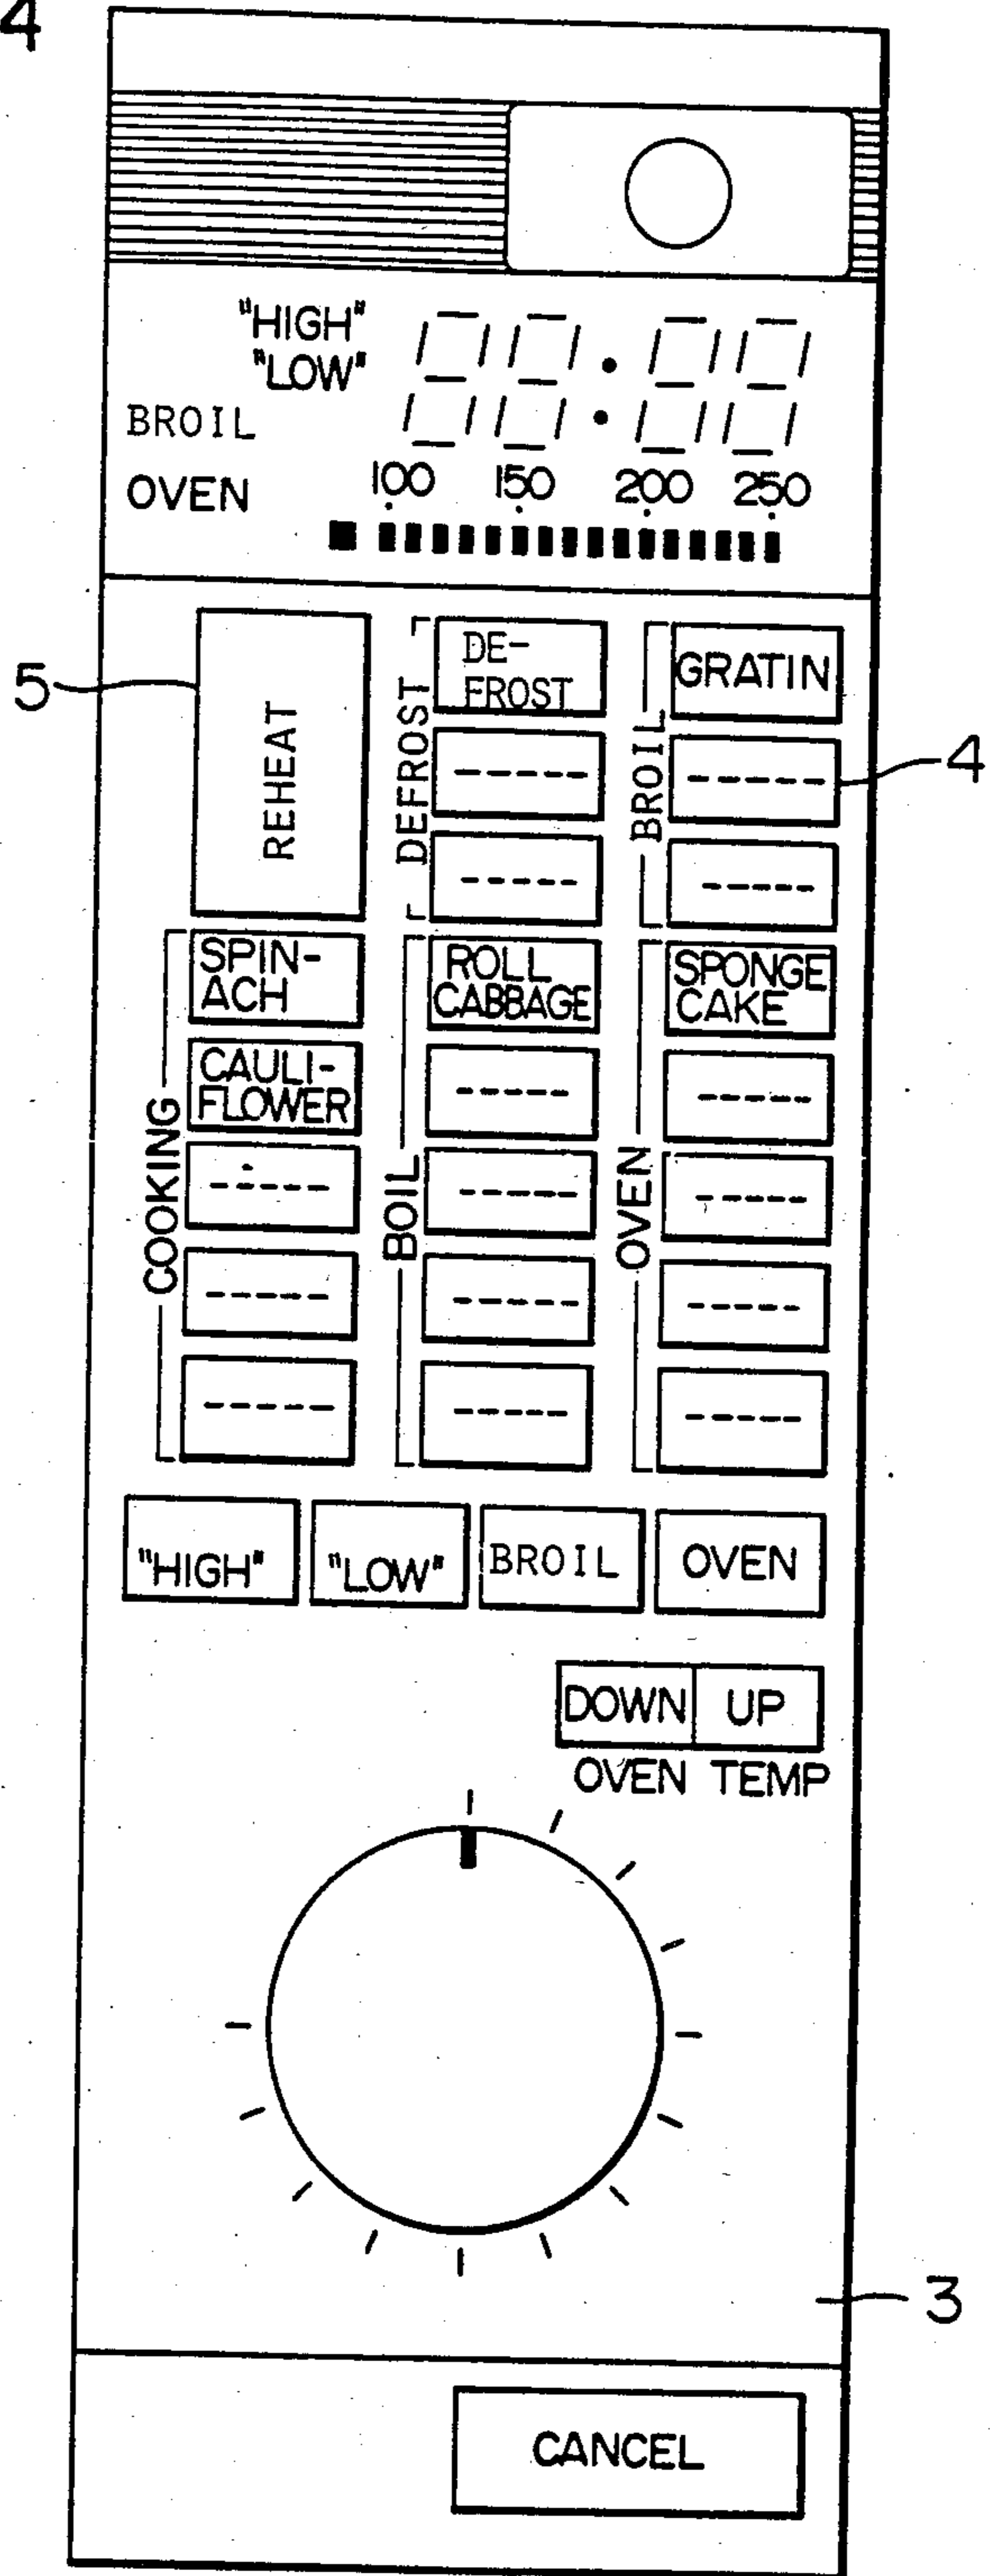 4
"HIGH"
"LOW"
BROIL
OVEN
100 150 200 250
5
REHEAT
DEFROST
DE-
FROST
BROIL
GRATIN
4
COOKING
SPIN-
ACH
CAULI-
FLOWER
BOIL
ROLL
CABBAGE
OVEN
SPONGE
CAKE
"HIGH" "LOW" BROIL OVEN
DOWN UP
OVEN TEMP
3
CANCEL